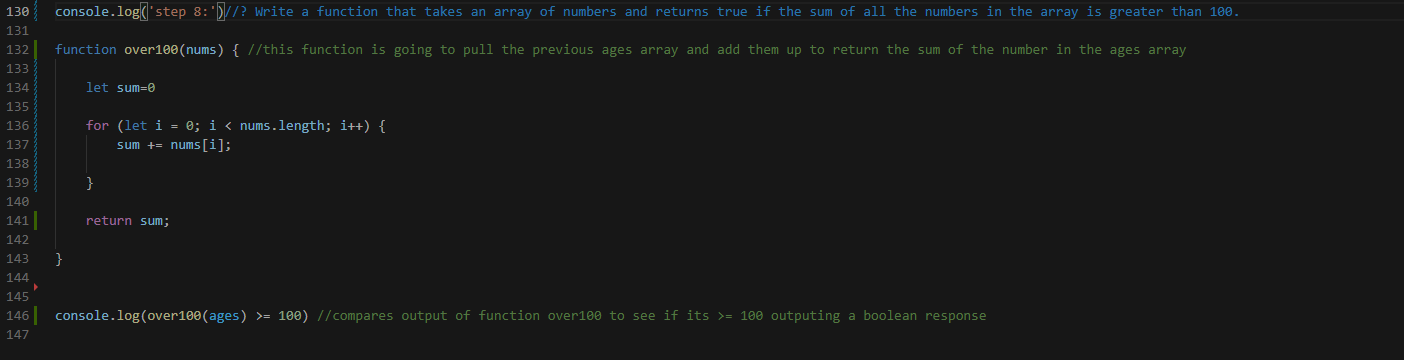 130 console.log('step 8:')//? Write a function that takes an array of numbers and returns true if the sum of all the numbers in the array is greater than 100.
131
132 function over100(nums) { //this function is going to pull the previous ages array and add them up to return the sum of the number in the ages array
133
134 let sum=0
135
136 for (let i = 0; i < nums.length; i++) {
137 sum += nums[i];
138
139 }
140
141 return sum;
142
143 }
144
145
146 console.log(over100(ages) >= 100) //compares output of function over100 to see if its >= 100 outputing a boolean response
147